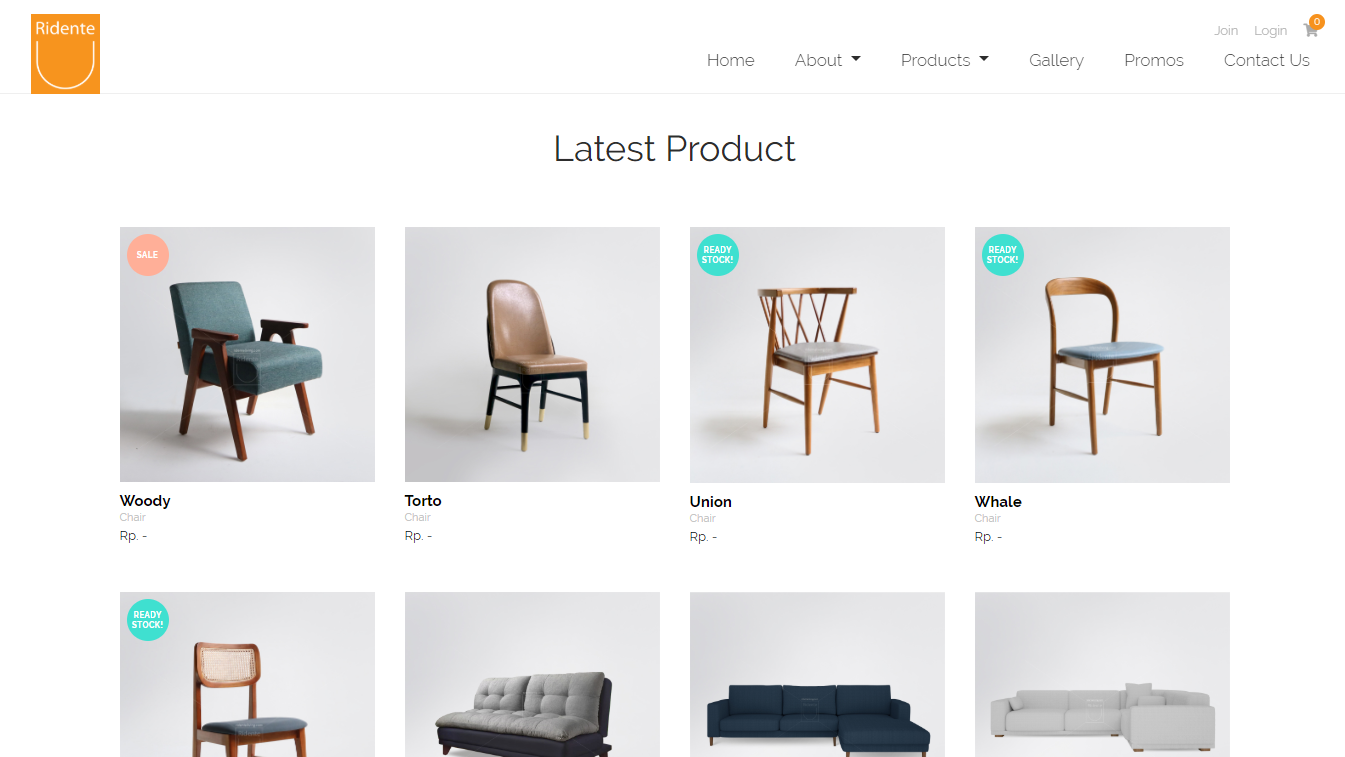 Ridente
Join Login 0
Home About Products Gallery Promos Contact Us
Latest Product
SALE
READY
STOCK!
READY
STOCK!
Woody
Chair
Rp. -
Torto
Chair
Rp. -
Union
Chair
Rp. -
Whale
Chair
Rp. -
READY
STOCK!